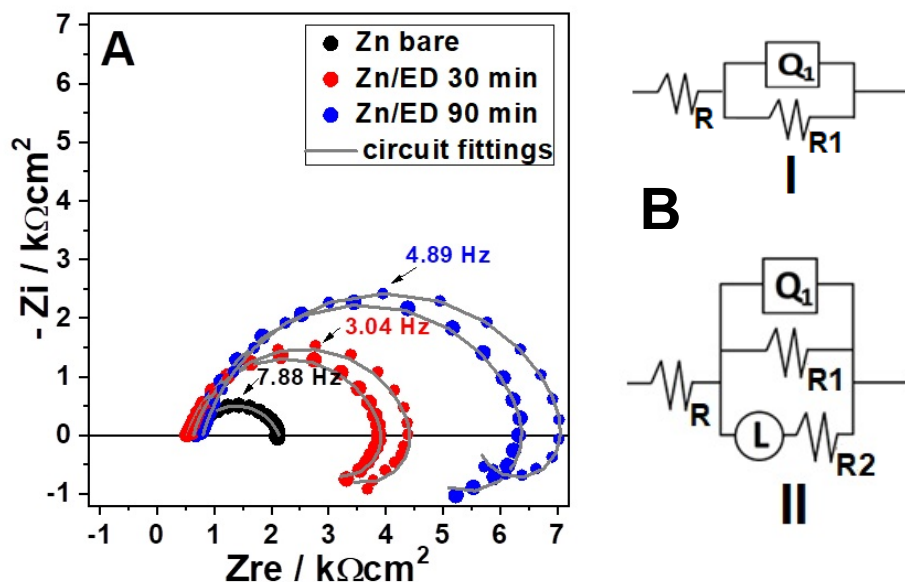 A
Zn bare
Zn/ED 30 min
Zn/ED 90 min
circuit fittings
- Zi / kΩcm²
7
6
5
4
3
2
1
0
-1
4.89 Hz
3.04 Hz
7.88 Hz
-1 0 1 2 3 4 5 6 7
Zre / kΩcm²
B
Q₁
R
R1
I
Q₁
R1
R
L
R2
II